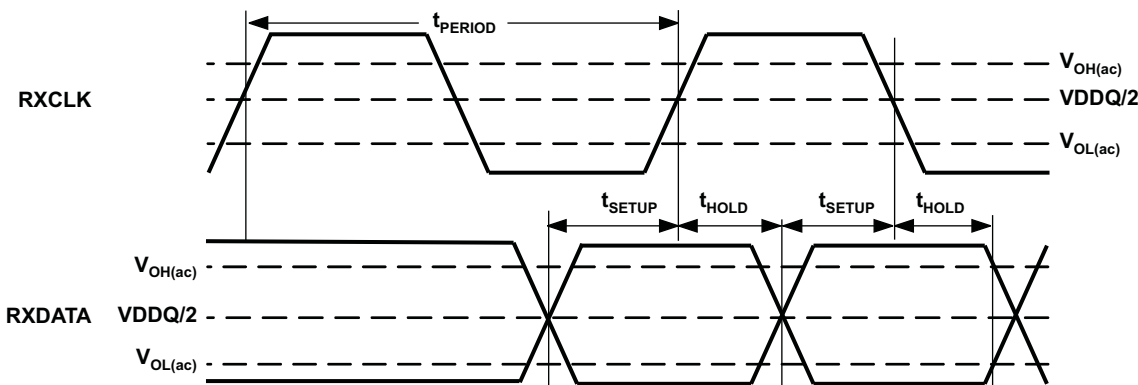 tPERIOD
VOH(ac)
RXCLK
VDDQ/2
VOL(ac)
tSETUP tHOLD tSETUP tHOLD
VOH(ac)
RXDATA VDDQ/2
VOL(ac)